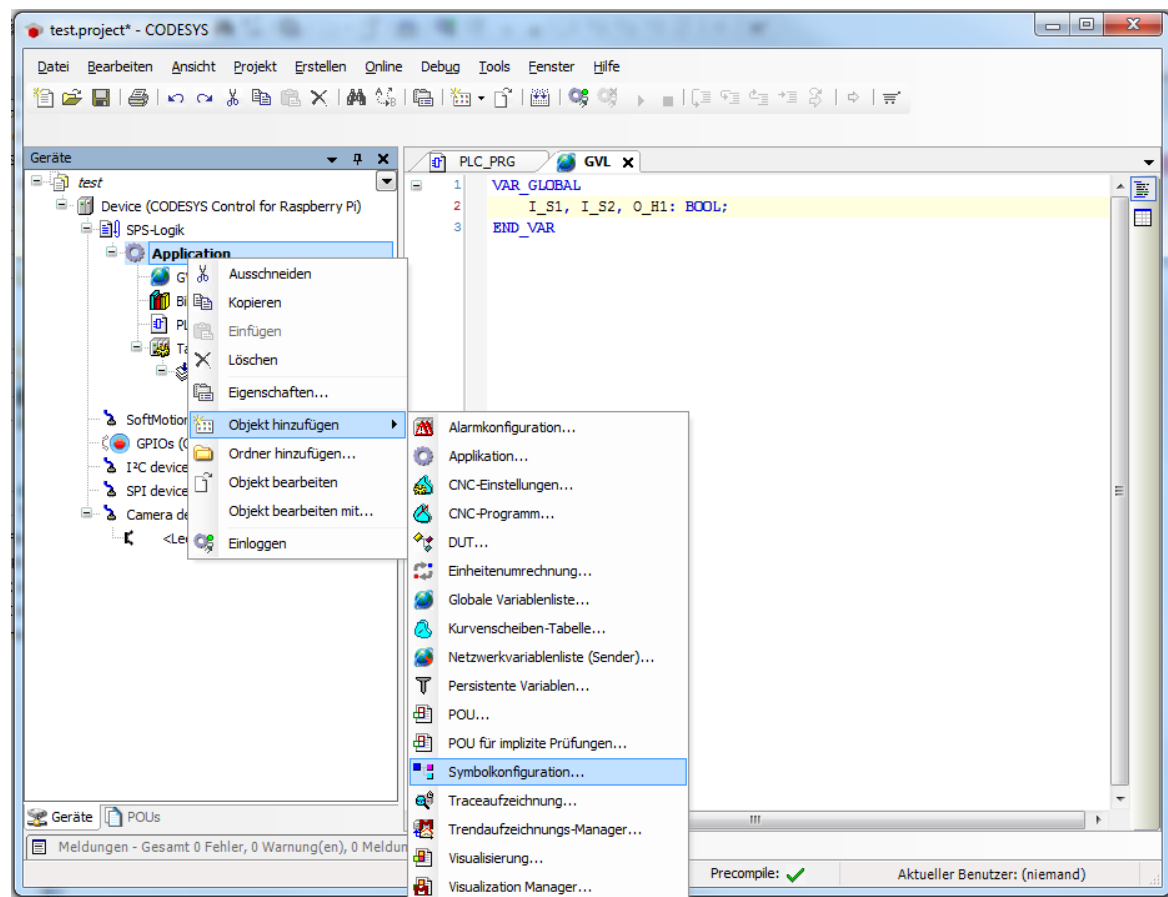 test.project* - CODESYS
Datei Bearbeiten Ansicht Projekt Erstellen Online Debug Tools Fenster Hilfe
Geräte
PLC_PRG
GVL
test
Device (CODESYS Control for Raspberry Pi)
SPS-Logik
Application
SoftMotion
GPIOs
I²C device
SPI device
Camera
1 VAR_GLOBAL
2 I_S1, I_S2, O_H1: BOOL;
3 END_VAR
Ausschneiden
Kopieren
Einfügen
Löschen
Eigenschaften...
Objekt hinzufügen
Ordner hinzufügen...
Objekt bearbeiten
Objekt bearbeiten mit...
Einloggen
Alarmkonfiguration...
Applikation...
CNC-Einstellungen...
CNC-Programm...
DUT...
Einheitenumrechnung...
Globale Variablenliste...
Kurvenscheiben-Tabelle...
Netzwerkvariablenliste (Sender)...
Persistente Variablen...
POU...
POU für implizite Prüfungen...
Symbolkonfiguration...
Traceaufzeichnung...
Trendaufzeichnungs-Manager...
Visualisierung...
Visualization Manager...
Geräte POUs
Meldungen - Gesamt 0 Fehler, 0 Warnung(en), 0
Precompile: Aktueller Benutzer: (niemand)